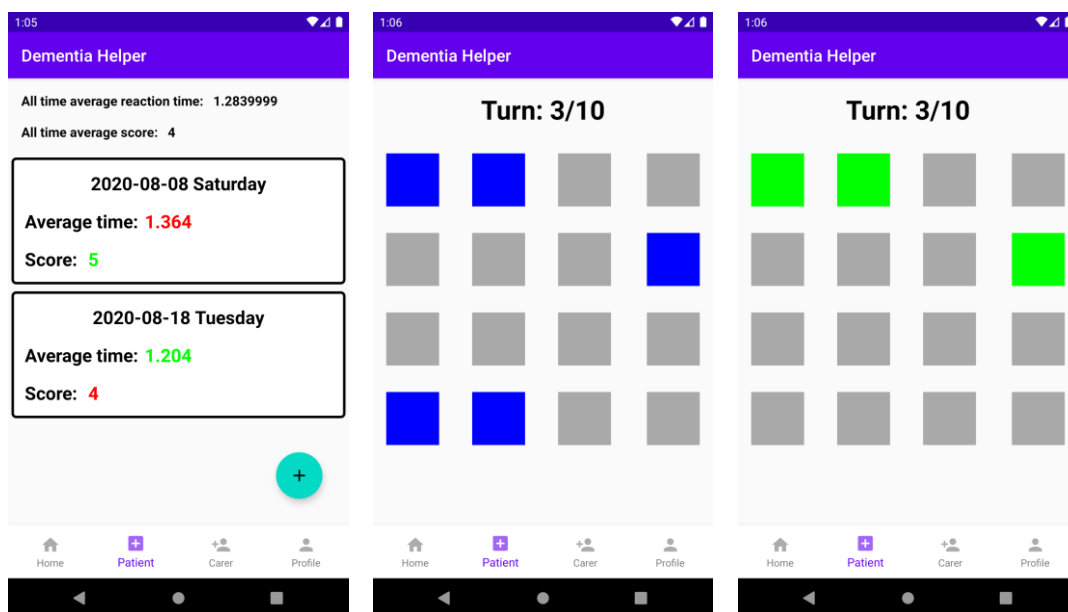 1:05
Dementia Helper
All time average reaction time: 1.2839999
All time average score: 4
2020-08-08 Saturday
Average time: 1.364
Score: 5
2020-08-18 Tuesday
Average time: 1.204
Score: 4
+
Home Patient Carer Profile
1:06
Dementia Helper
Turn: 3/10
Home Patient Carer Profile
1:06
Dementia Helper
Turn: 3/10
Home Patient Carer Profile